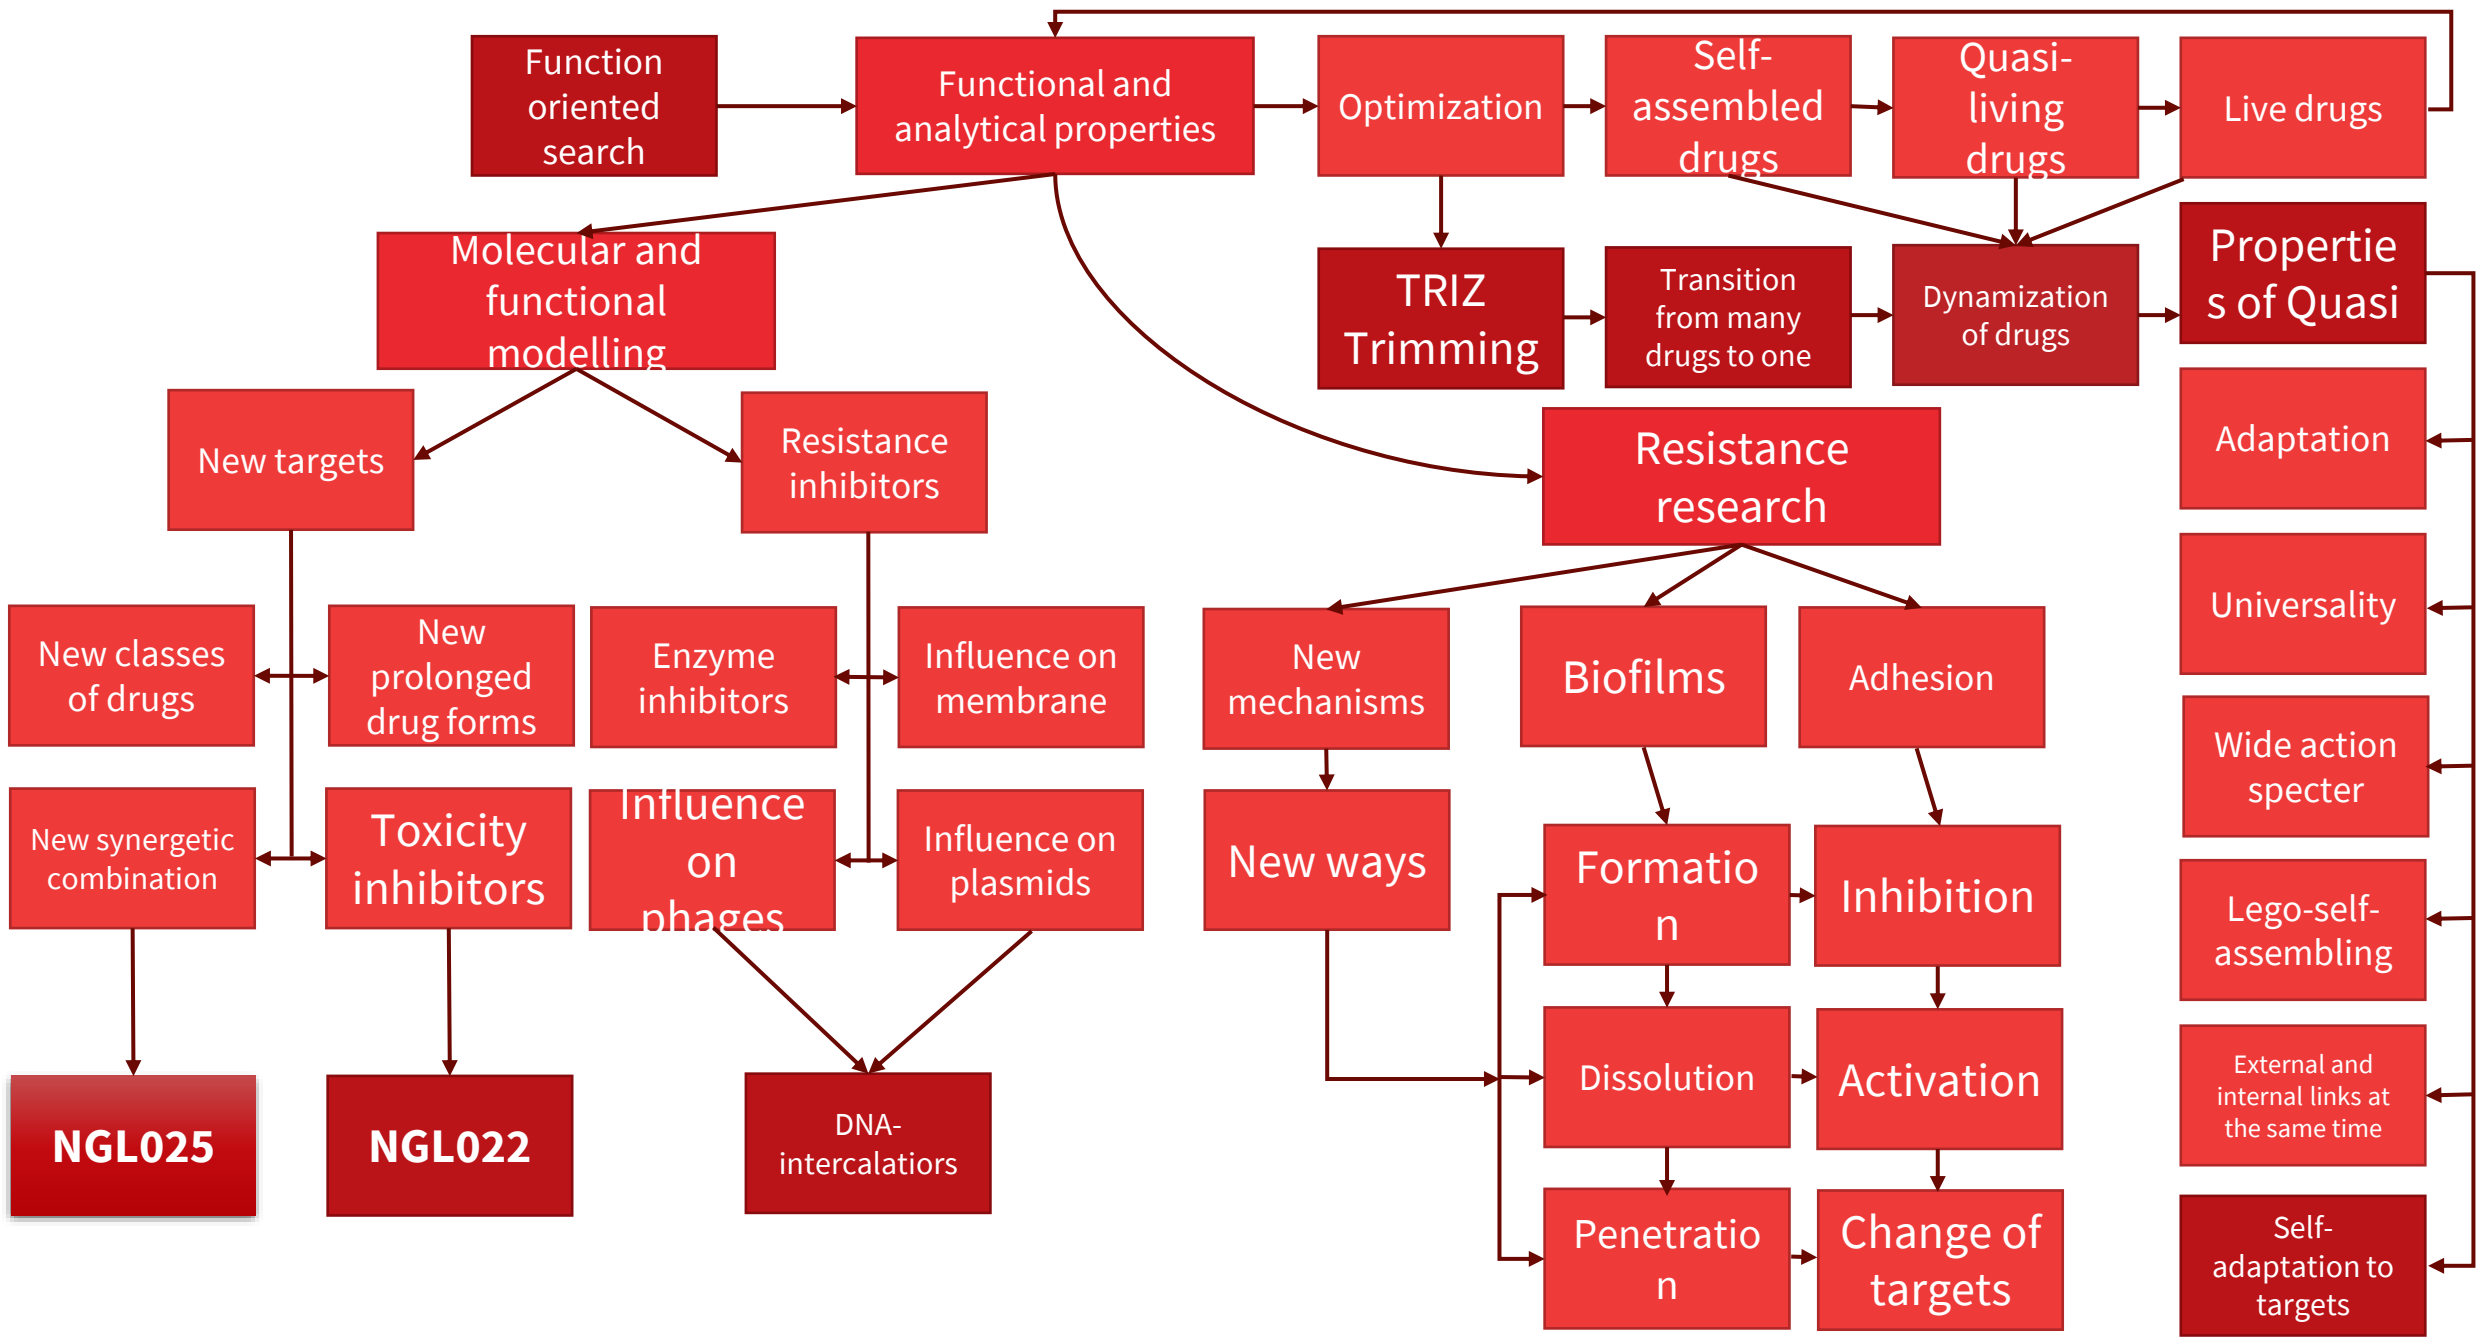 Function
oriented
search
Functional and
analytical properties
Optimization
Self-
assembled
drugs
Quasi-
living
drugs
Live drugs
Molecular and
functional
modelling
TRIZ
Trimming
Transition
from many
drugs to one
Dynamization
of drugs
Propertie
s of Quasi
New targets
Resistance
inhibitors
Resistance
research
Adaptation
Universality
New classes
of drugs
New
prolonged
drug forms
Enzyme
inhibitors
Influence on
membrane
New
mechanisms
Biofilms
Adhesion
Wide action
specter
New synergetic
combination
Toxicity
inhibitors
Influence
on
phages
Influence on
plasmids
New ways
Formatio
n
Inhibition
Lego-self-
assembling
Dissolution
Activation
External and
internal links at
the same time
NGL025
NGL022
DNA-
intercalatiors
Penetratio
n
Change of
targets
Self-
adaptation to
targets